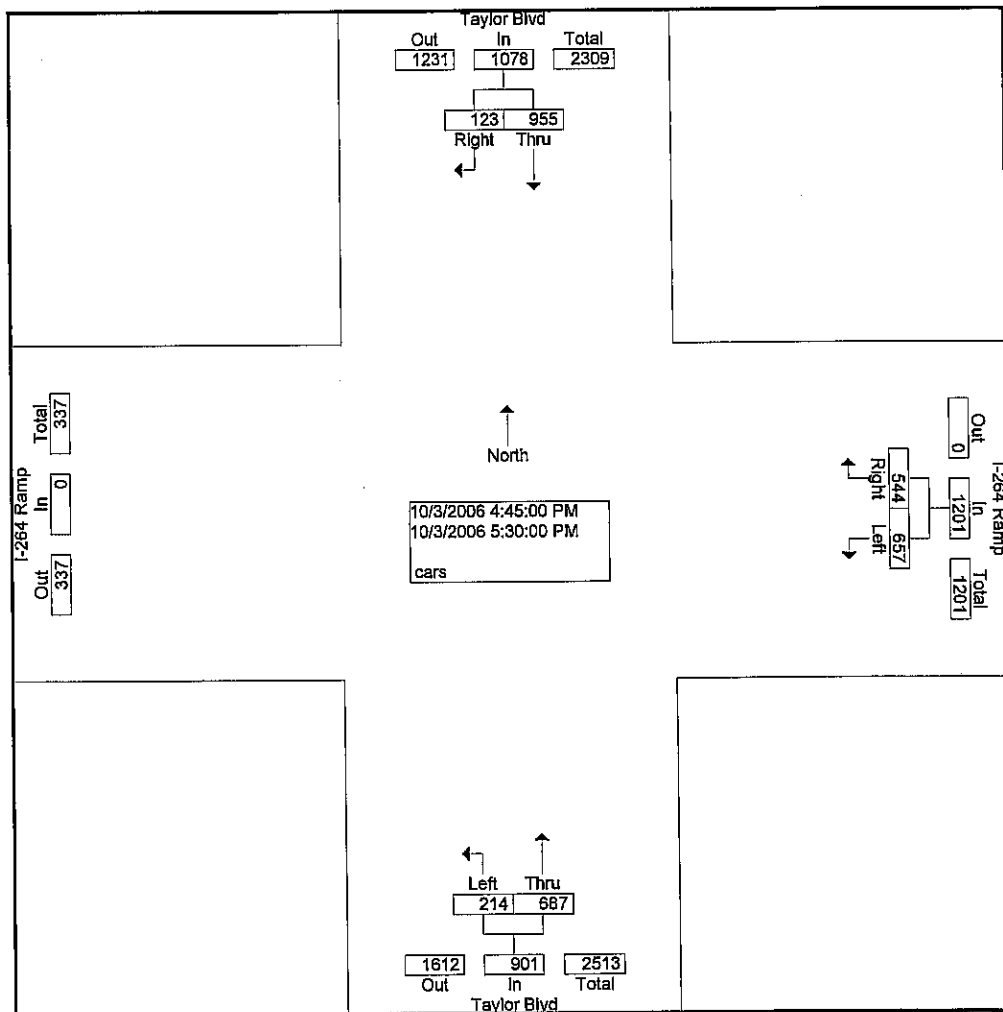 Taylor Blvd
Out In Total
1231 1078 2309
123 955
Right Thru
North
10/3/2006 4:45:00 PM
10/3/2006 5:30:00 PM
cars
Total In Out
337 0 337
I-264 Ramp
Out In Total
0 1201 1201
I-264 Ramp
544 657
Right Left
Left Thru
214 687
1612 901 2513
Out In Total
Taylor Blvd